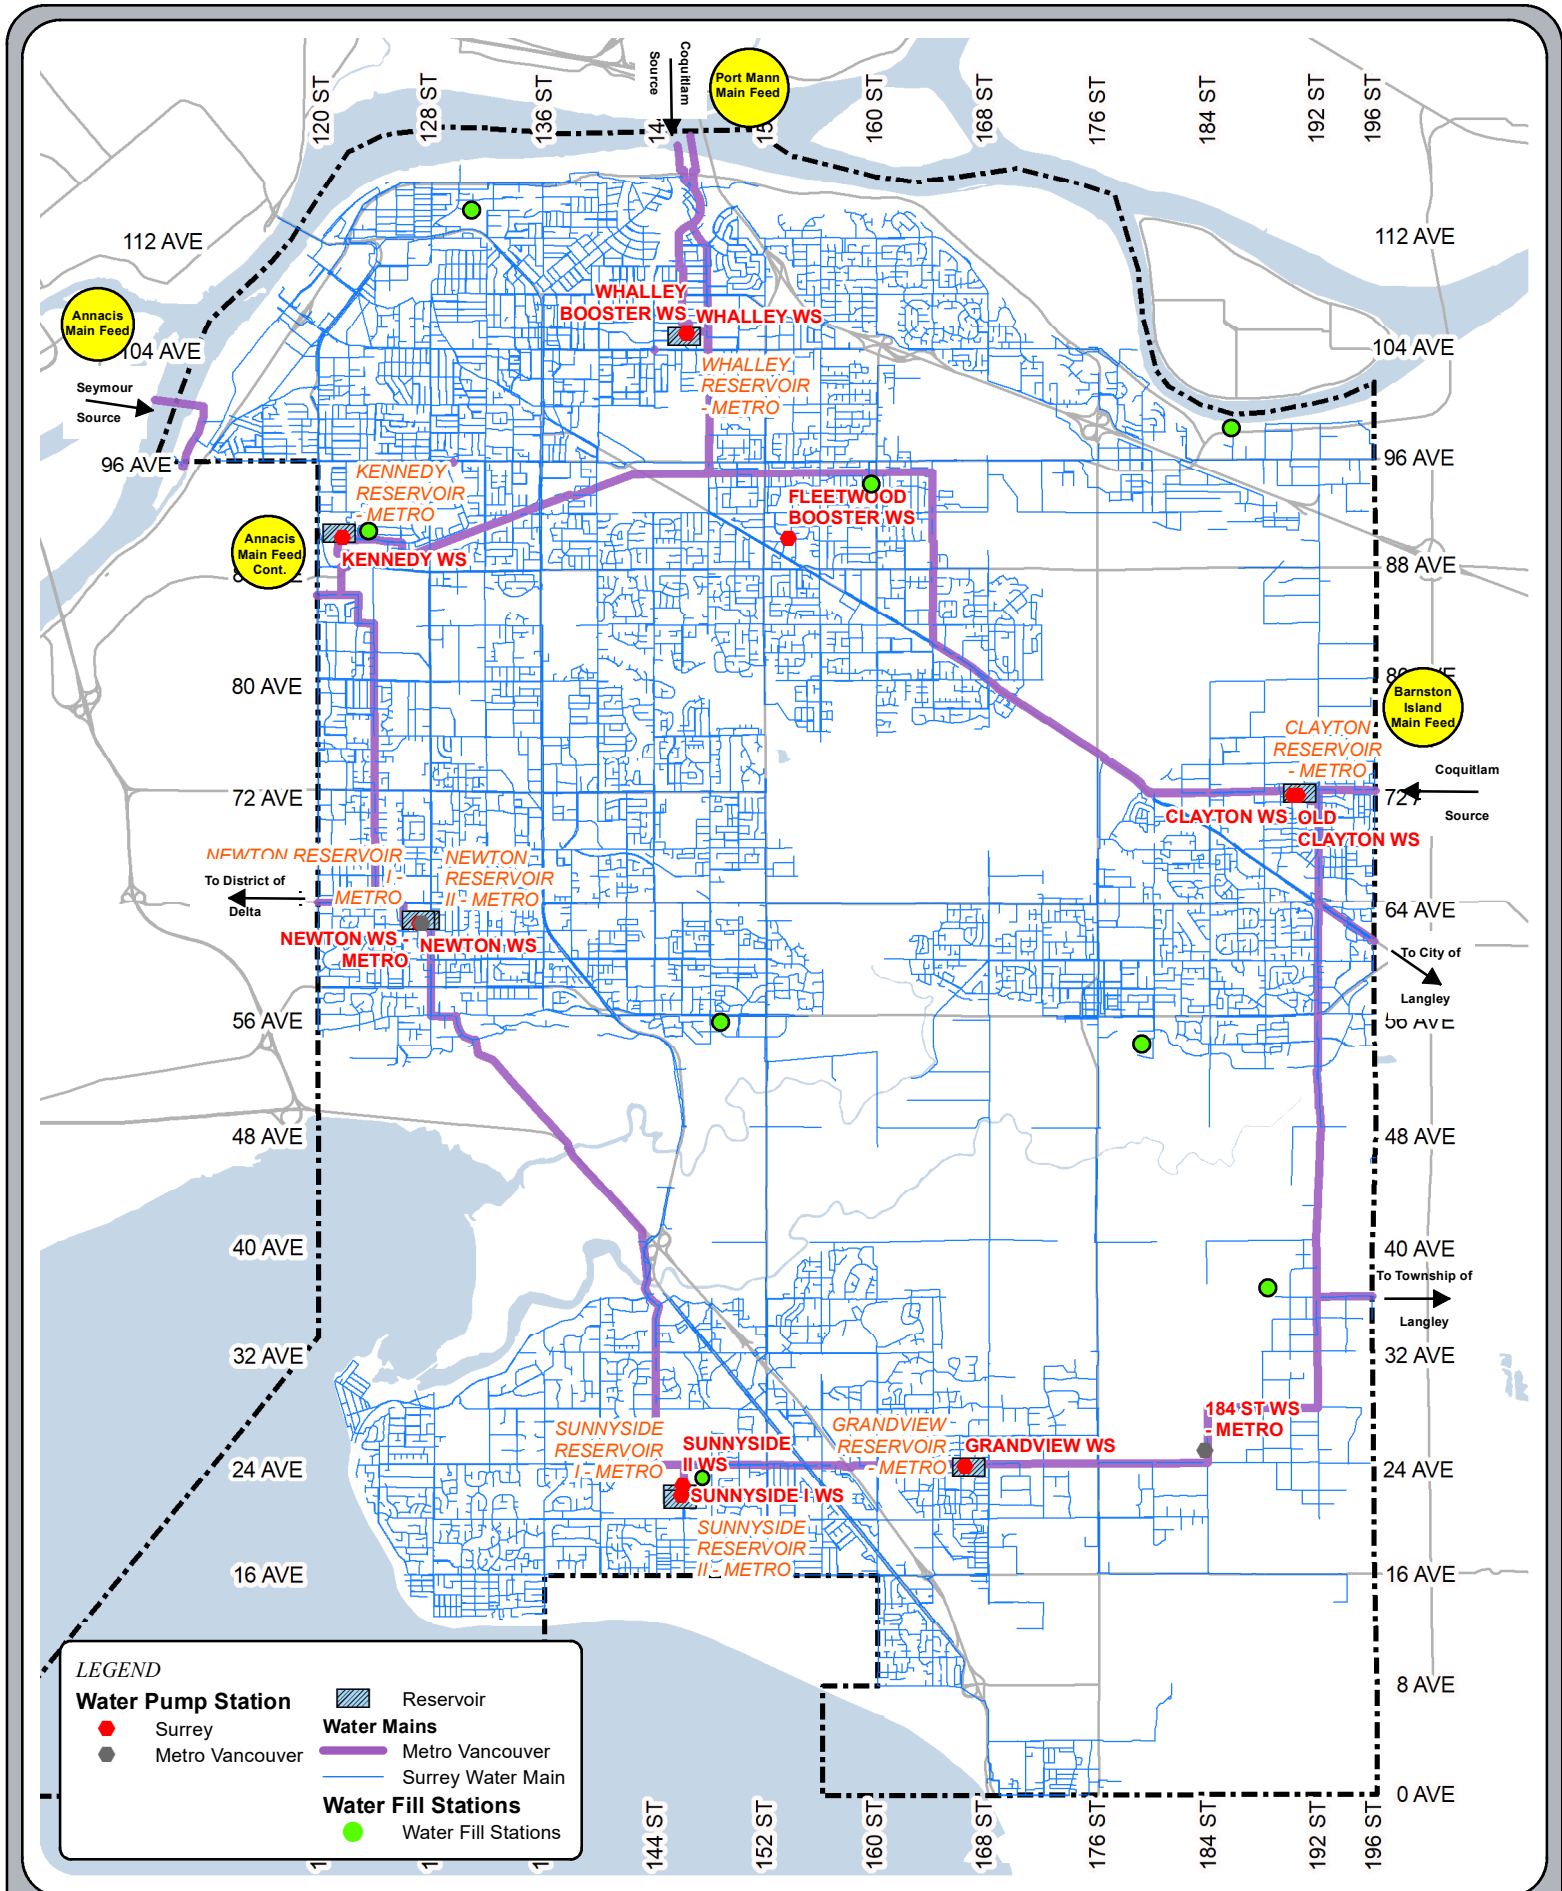 Coquitlam
Source
Port Mann
Main Feed
120 ST
128 ST
136 ST
160 ST
168 ST
176 ST
184 ST
192 ST
196 ST
112 AVE
112 AVE
Annacis
Main Feed
104 AVE
104 AVE
Seymour
Source
WHALLEY
BOOSTER WS
WHALLEY WS
WHALLEY
RESERVOIR
- METRO
96 AVE
96 AVE
KENNEDY
RESERVOIR
- METRO
KENNEDY WS
FLEETWOOD
BOOSTER WS
Annacis
Main Feed
Cont.
88 AVE
80 AVE
Barnston
Island
Main Feed
CLAYTON
RESERVOIR
- METRO
Coquitlam
Source
72 AVE
CLAYTON WS
OLD
CLAYTON WS
NEWTON RESERVOIR
I -
METRO
NEWTON
RESERVOIR
II - METRO
To District of
Delta
NEWTON WS -
METRO
NEWTON WS
64 AVE
To City of
Langley
56 AVE
56 AVE
48 AVE
48 AVE
40 AVE
40 AVE
To Township of
Langley
32 AVE
32 AVE
184 ST WS
- METRO
SUNNYSIDE
RESERVOIR
I - METRO
SUNNYSIDE
II WS
GRANDVIEW
RESERVOIR
- METRO
GRANDVIEW WS
24 AVE
24 AVE
SUNNYSIDE I WS
SUNNYSIDE
RESERVOIR
II - METRO
16 AVE
16 AVE
8 AVE
0 AVE
LEGEND
Water Pump Station
Surrey
Metro Vancouver
Reservoir
Water Mains
Metro Vancouver
Surrey Water Main
Water Fill Stations
Water Fill Stations
144 ST
152 ST
160 ST
168 ST
176 ST
184 ST
192 ST
196 ST